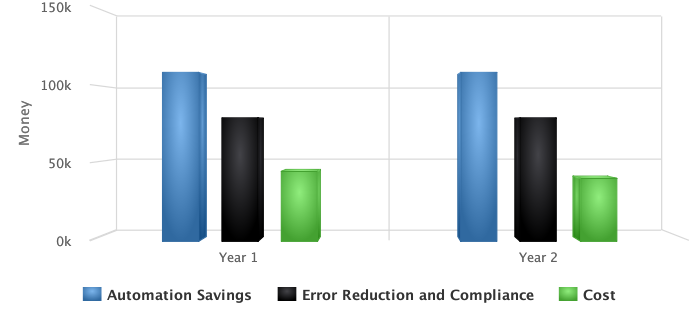 150k
100k
50k
0k
Money
Year 1
Year 2
Automation Savings
Error Reduction and Compliance
Cost